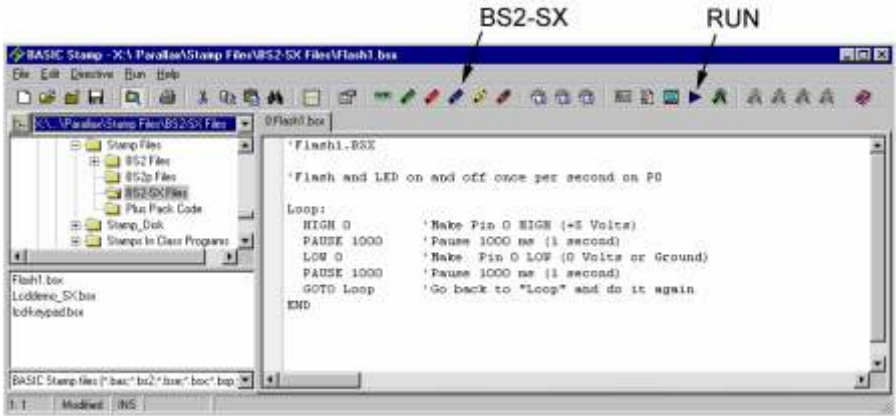 BS2-SX RUN
BASIC Stamp - X:\ Parallax\Stamp Files\BS2-SX Files\Flash1.bsx
File Edit Directive Run Help
X:\...\Parallax\Stamp Files\BS2-SX Files
0:Flash1.bsx
Stamp Files
BS2 Files
BS2p Files
BS2-SX Files
Plus Pack Code
Stamp_Disk
Stamps In Class Programs
Flash1.bsx
Lcddemo_SX.bsx
lcd-keypad.bsx
BASIC Stamp files (*.bas;*.bs2;*.bse;*.bsx;*.bsp
'Flash1.BSX
'Flash and LED on and off once per second on P0
Loop:
HIGH 0 'Make Pin 0 HIGH (+5 Volts)
PAUSE 1000 'Pause 1000 ms (1 second)
LOW 0 'Make Pin 0 LOW (0 Volts or Ground)
PAUSE 1000 'Pause 1000 ms (1 second)
GOTO Loop 'Go back to "Loop" and do it again
END
1: 1 Modified INS